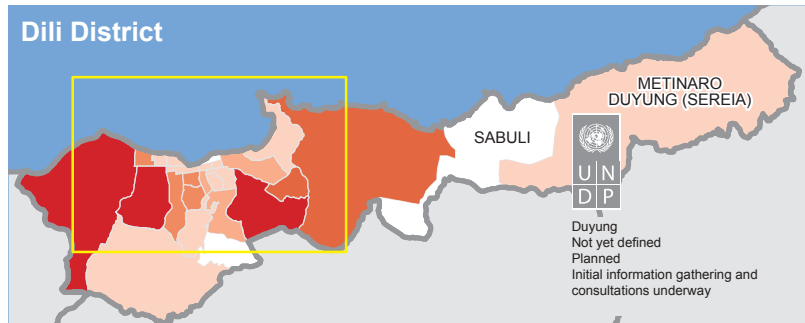 Dili District
METINARO
DUYUNG (SEREIA)
SABULI
U N
D P
Duyung
Not yet defined
Planned
Initial information gathering and
consultations underway